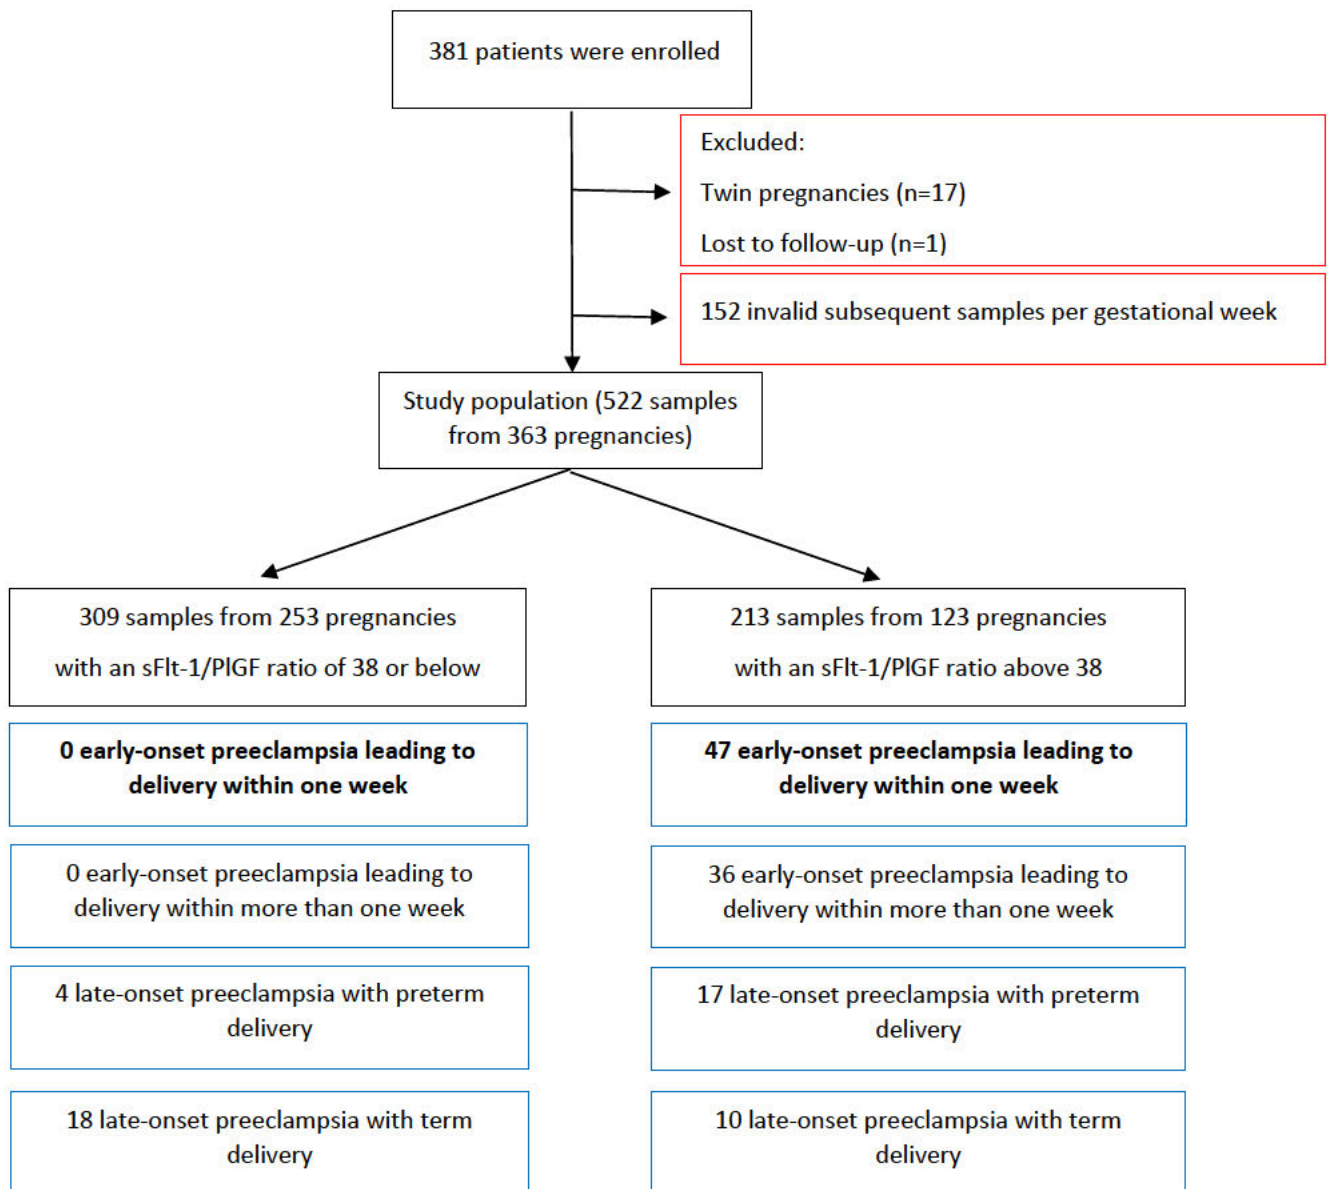 381 patients were enrolled
Excluded:
Twin pregnancies (n=17)
Lost to follow-up (n=1)
152 invalid subsequent samples per gestational week
Study population (522 samples
from 363 pregnancies)
309 samples from 253 pregnancies
with an sFlt-1/PlGF ratio of 38 or below
0 early-onset preeclampsia leading to
delivery within one week
0 early-onset preeclampsia leading to
delivery within more than one week
4 late-onset preeclampsia with preterm
delivery
18 late-onset preeclampsia with term
delivery
213 samples from 123 pregnancies
with an sFlt-1/PlGF ratio above 38
47 early-onset preeclampsia leading to
delivery within one week
36 early-onset preeclampsia leading to
delivery within more than one week
17 late-onset preeclampsia with preterm
delivery
10 late-onset preeclampsia with term
delivery